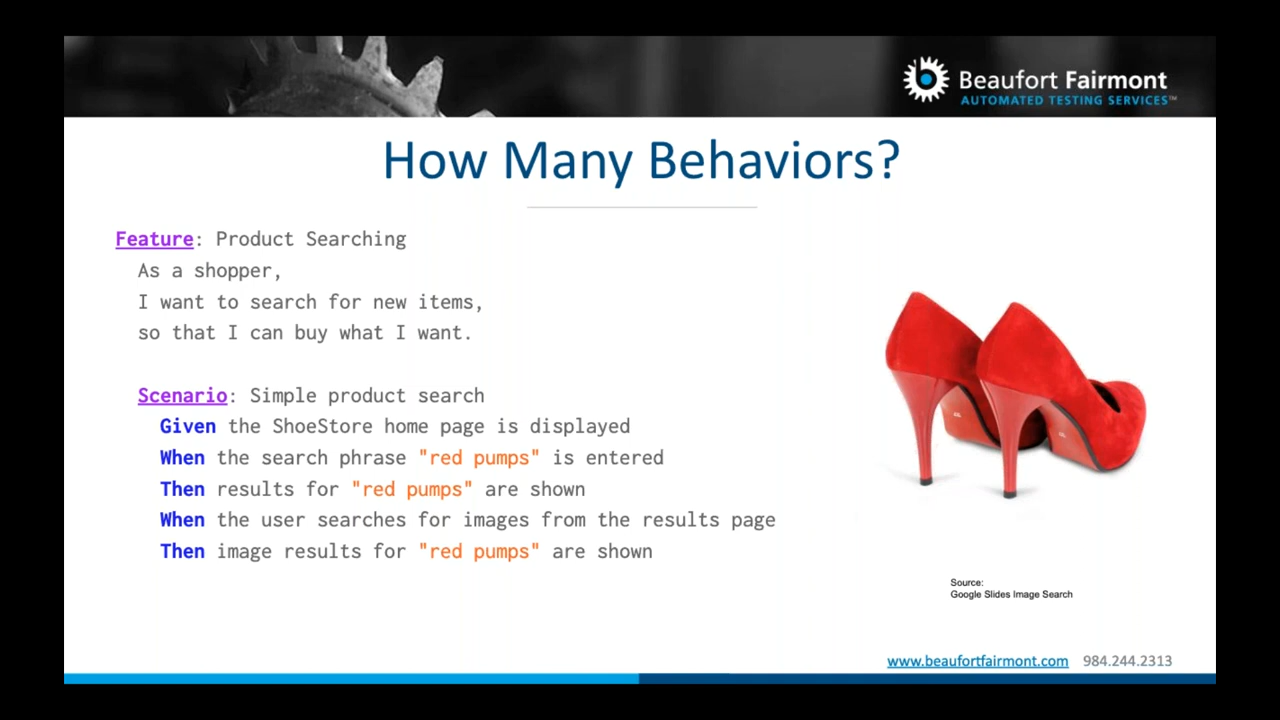 Beaufort Fairmont
AUTOMATED TESTING SERVICES™
How Many Behaviors?
Feature: Product Searching
As a shopper,
I want to search for new items,
so that I can buy what I want.
Scenario: Simple product search
Given the ShoeStore home page is displayed
When the search phrase "red pumps" is entered
Then results for "red pumps" are shown
When the user searches for images from the results page
Then image results for "red pumps" are shown
Source:
Google Slides Image Search
www.beaufortfairmont.com 984.244.2313